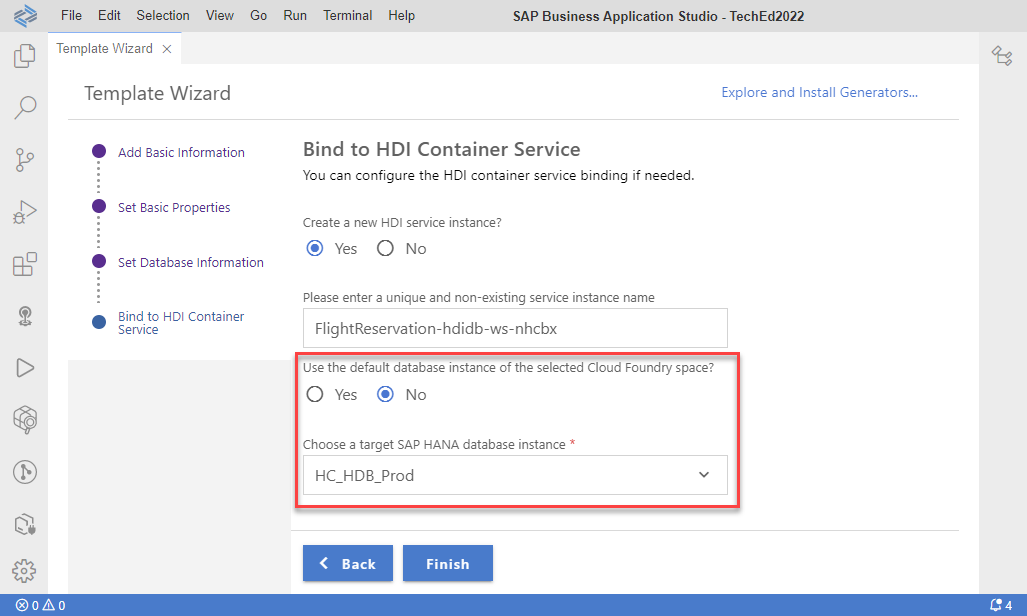 File Edit Selection View Go Run Terminal Help SAP Business Application Studio - TechEd2022
Template Wizard
Template Wizard
Explore and Install Generators...
Add Basic Information
Set Basic Properties
Set Database Information
Bind to HDI Container
Service
Bind to HDI Container Service
You can configure the HDI container service binding if needed.
Create a new HDI service instance?
Yes No
Please enter a unique and non-existing service instance name
FlightReservation-hdidb-ws-nhcbx
Use the default database instance of the selected Cloud Foundry space?
Yes No
Choose a target SAP HANA database instance *
HC_HDB_Prod
Back Finish
0 0 4